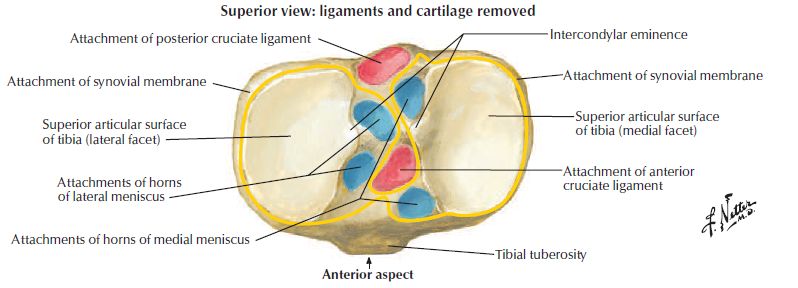 Superior view: ligaments and cartilage removed
Attachment of posterior cruciate ligament
Intercondylar eminence
Attachment of synovial membrane
Attachment of synovial membrane
Superior articular surface
of tibia (lateral facet)
Superior articular surface
of tibia (medial facet)
Attachments of horns
of lateral meniscus
Attachment of anterior
cruciate ligament
Attachments of horns of medial meniscus
Tibial tuberosity
Anterior aspect
F. Netter
M.D.